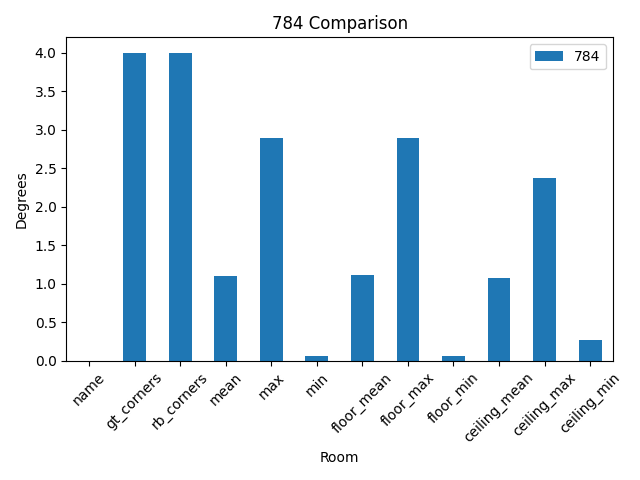 784 Comparison
784
Degrees
4.0
3.5
3.0
2.5
2.0
1.5
1.0
0.5
0.0
name
gt_corners
rb_corners
mean
max
min
floor_mean
floor_max
floor_min
ceiling_mean
ceiling_max
ceiling_min
Room